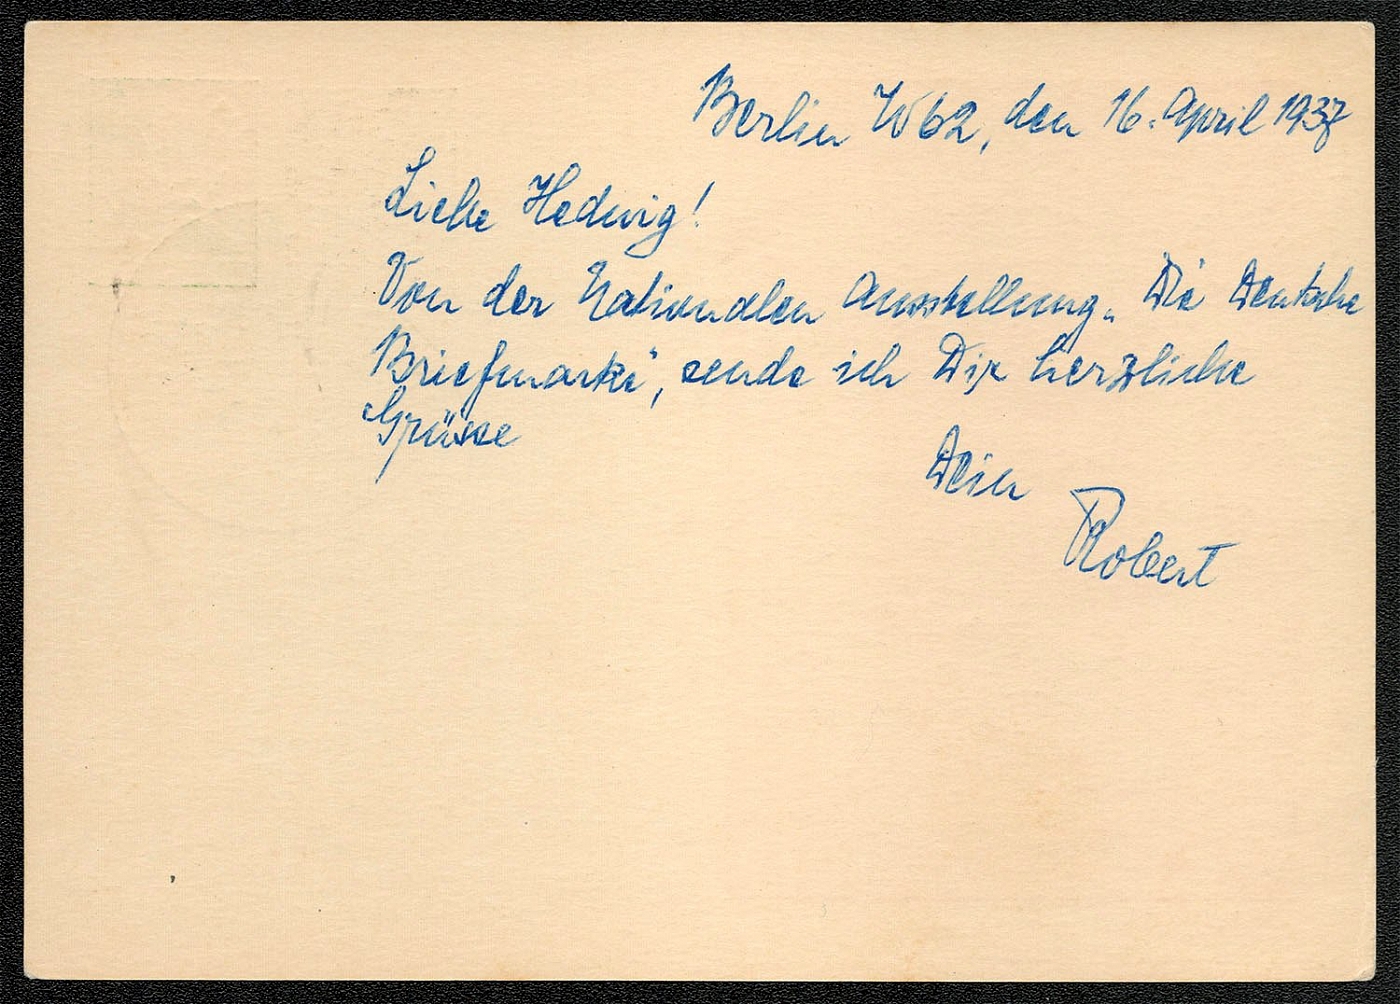 Berlin W62, den 16. April 1937
Liebe Hedwig!
Von der Nationalen Ausstellung „Die Deutsche
Briefmarke“, sende ich Dir herzliche
Grüsse
Dein
Robert